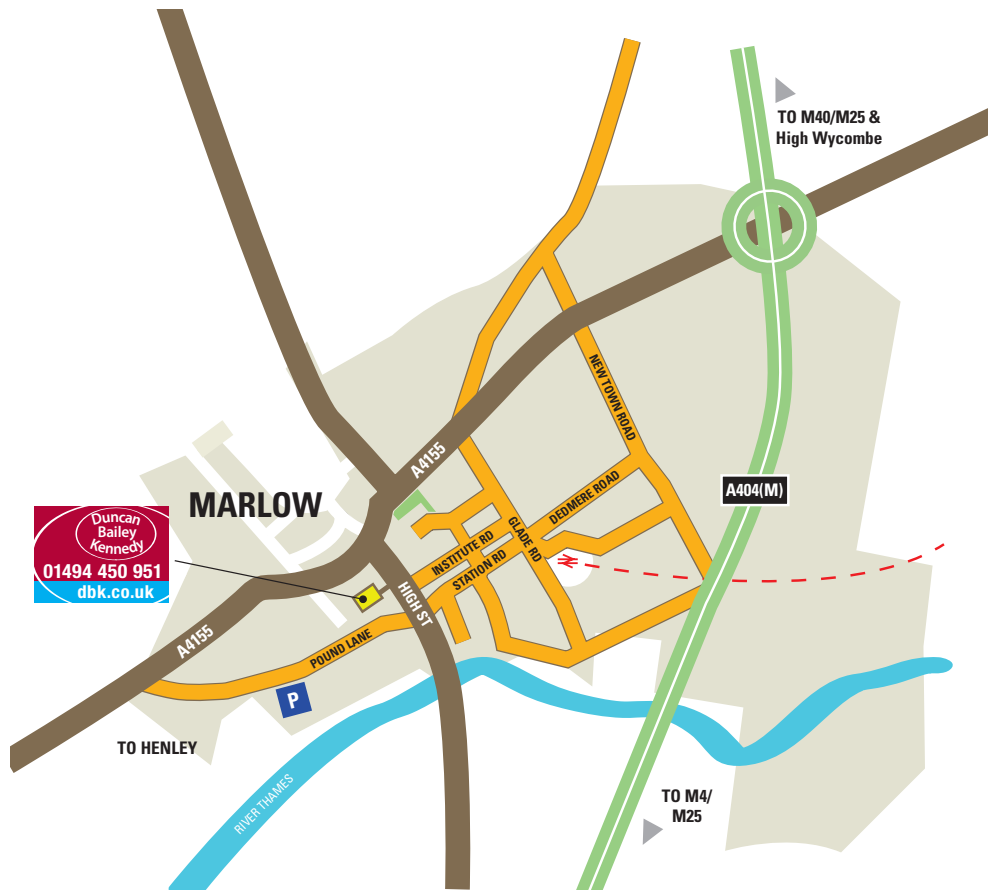 TO M40/M25 &
High Wycombe
NEW TOWN ROAD
A4155
DEDMERE ROAD
A404(M)
MARLOW
Duncan
Bailey
Kennedy
01494 450 951
dbk.co.uk
INSTITUTE RD
GLADE RD
STATION RD
HIGH ST
A4155
POUND LANE
P
TO HENLEY
RIVER THAMES
TO M4/
M25